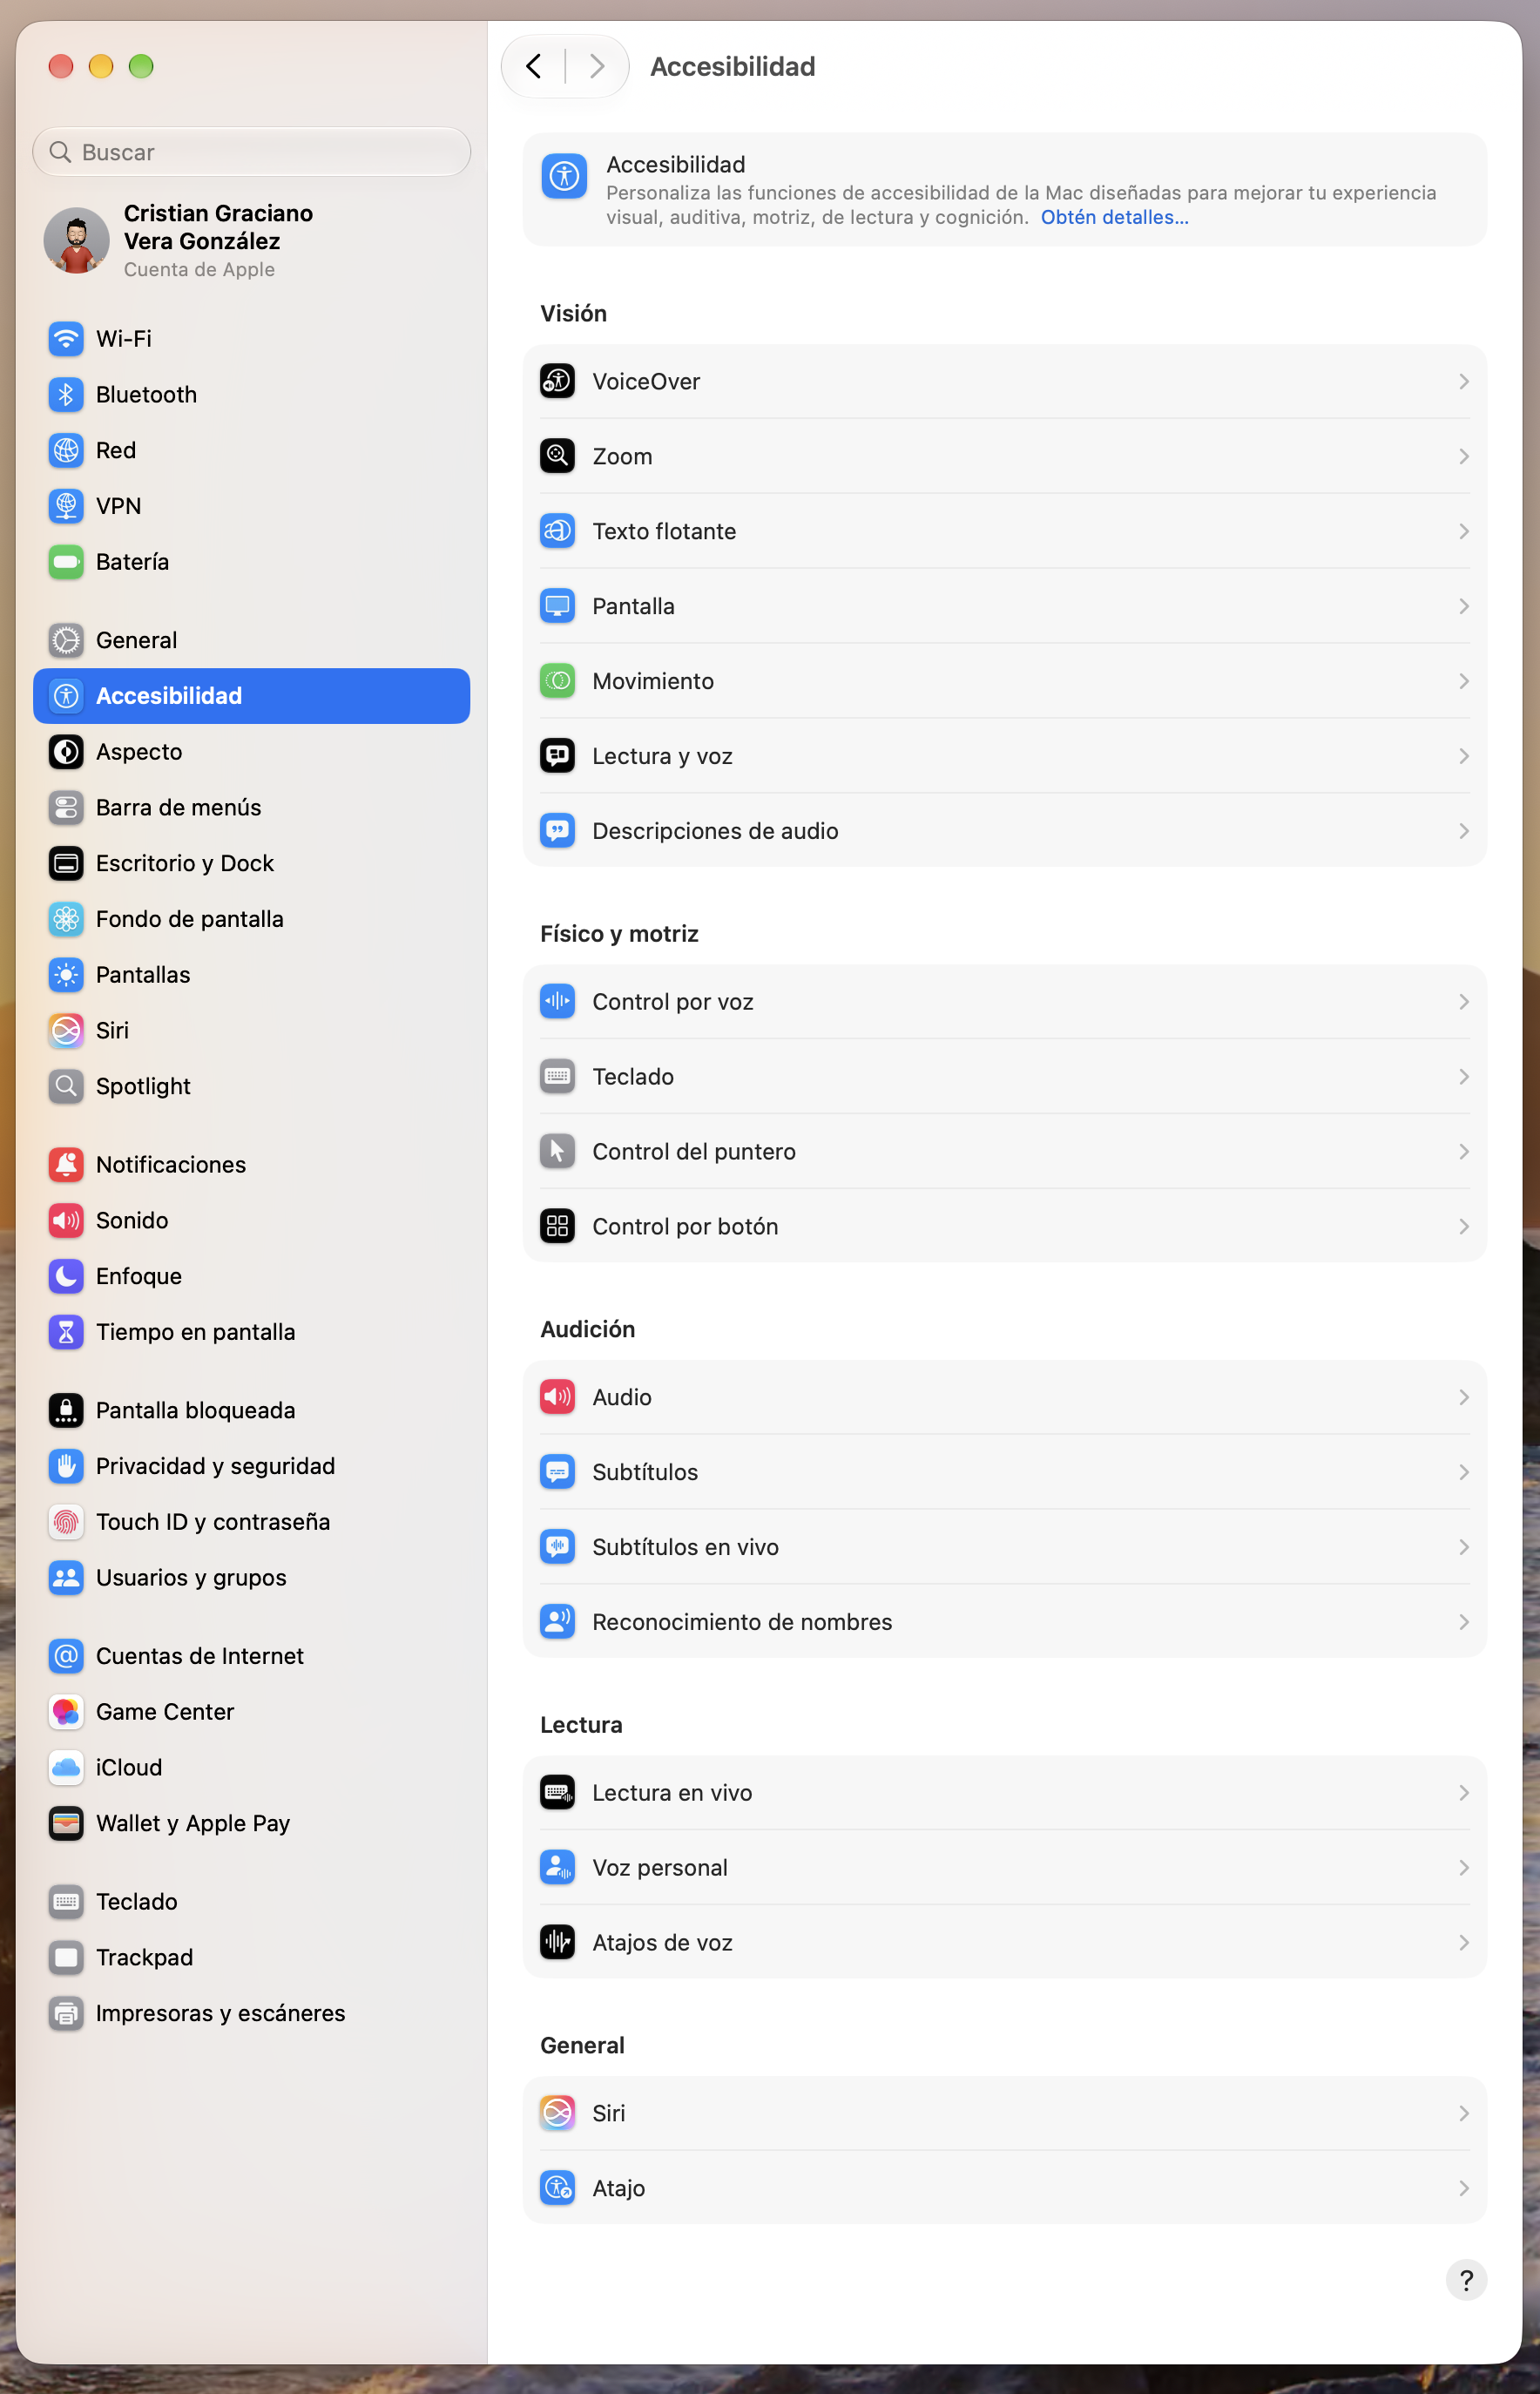 Buscar
Cristian Graciano
Vera González
Cuenta de Apple
Wi-Fi
Bluetooth
Red
VPN
Batería
General
Accesibilidad
Aspecto
Barra de menús
Escritorio y Dock
Fondo de pantalla
Pantallas
Siri
Spotlight
Notificaciones
Sonido
Enfoque
Tiempo en pantalla
Pantalla bloqueada
Privacidad y seguridad
Touch ID y contraseña
Usuarios y grupos
Cuentas de Internet
Game Center
iCloud
Wallet y Apple Pay
Teclado
Trackpad
Impresoras y escáneres
Accesibilidad
Accesibilidad
Personaliza las funciones de accesibilidad de la Mac diseñadas para mejorar tu experiencia
visual, auditiva, motriz, de lectura y cognición. Obtén detalles...
Visión
VoiceOver
Zoom
Texto flotante
Pantalla
Movimiento
Lectura y voz
Descripciones de audio
Físico y motriz
Control por voz
Teclado
Control del puntero
Control por botón
Audición
Audio
Subtítulos
Subtítulos en vivo
Reconocimiento de nombres
Lectura
Lectura en vivo
Voz personal
Atajos de voz
General
Siri
Atajo
?